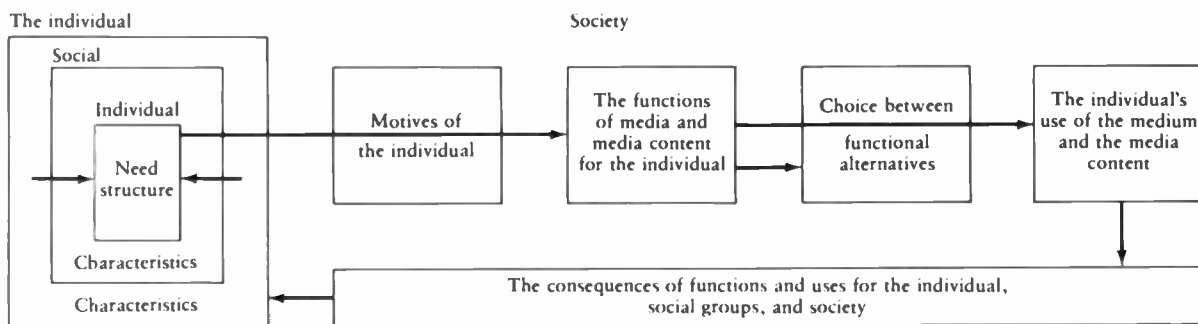 The individual
Society
Social
Individual
Need
structure
Characteristics
Characteristics
Motives of
the individual
The functions
of media and
media content
for the individual
Choice between
functional
alternatives
The individual's
use of the medium
and the media
content
The consequences of functions and uses for the individual,
social groups, and society